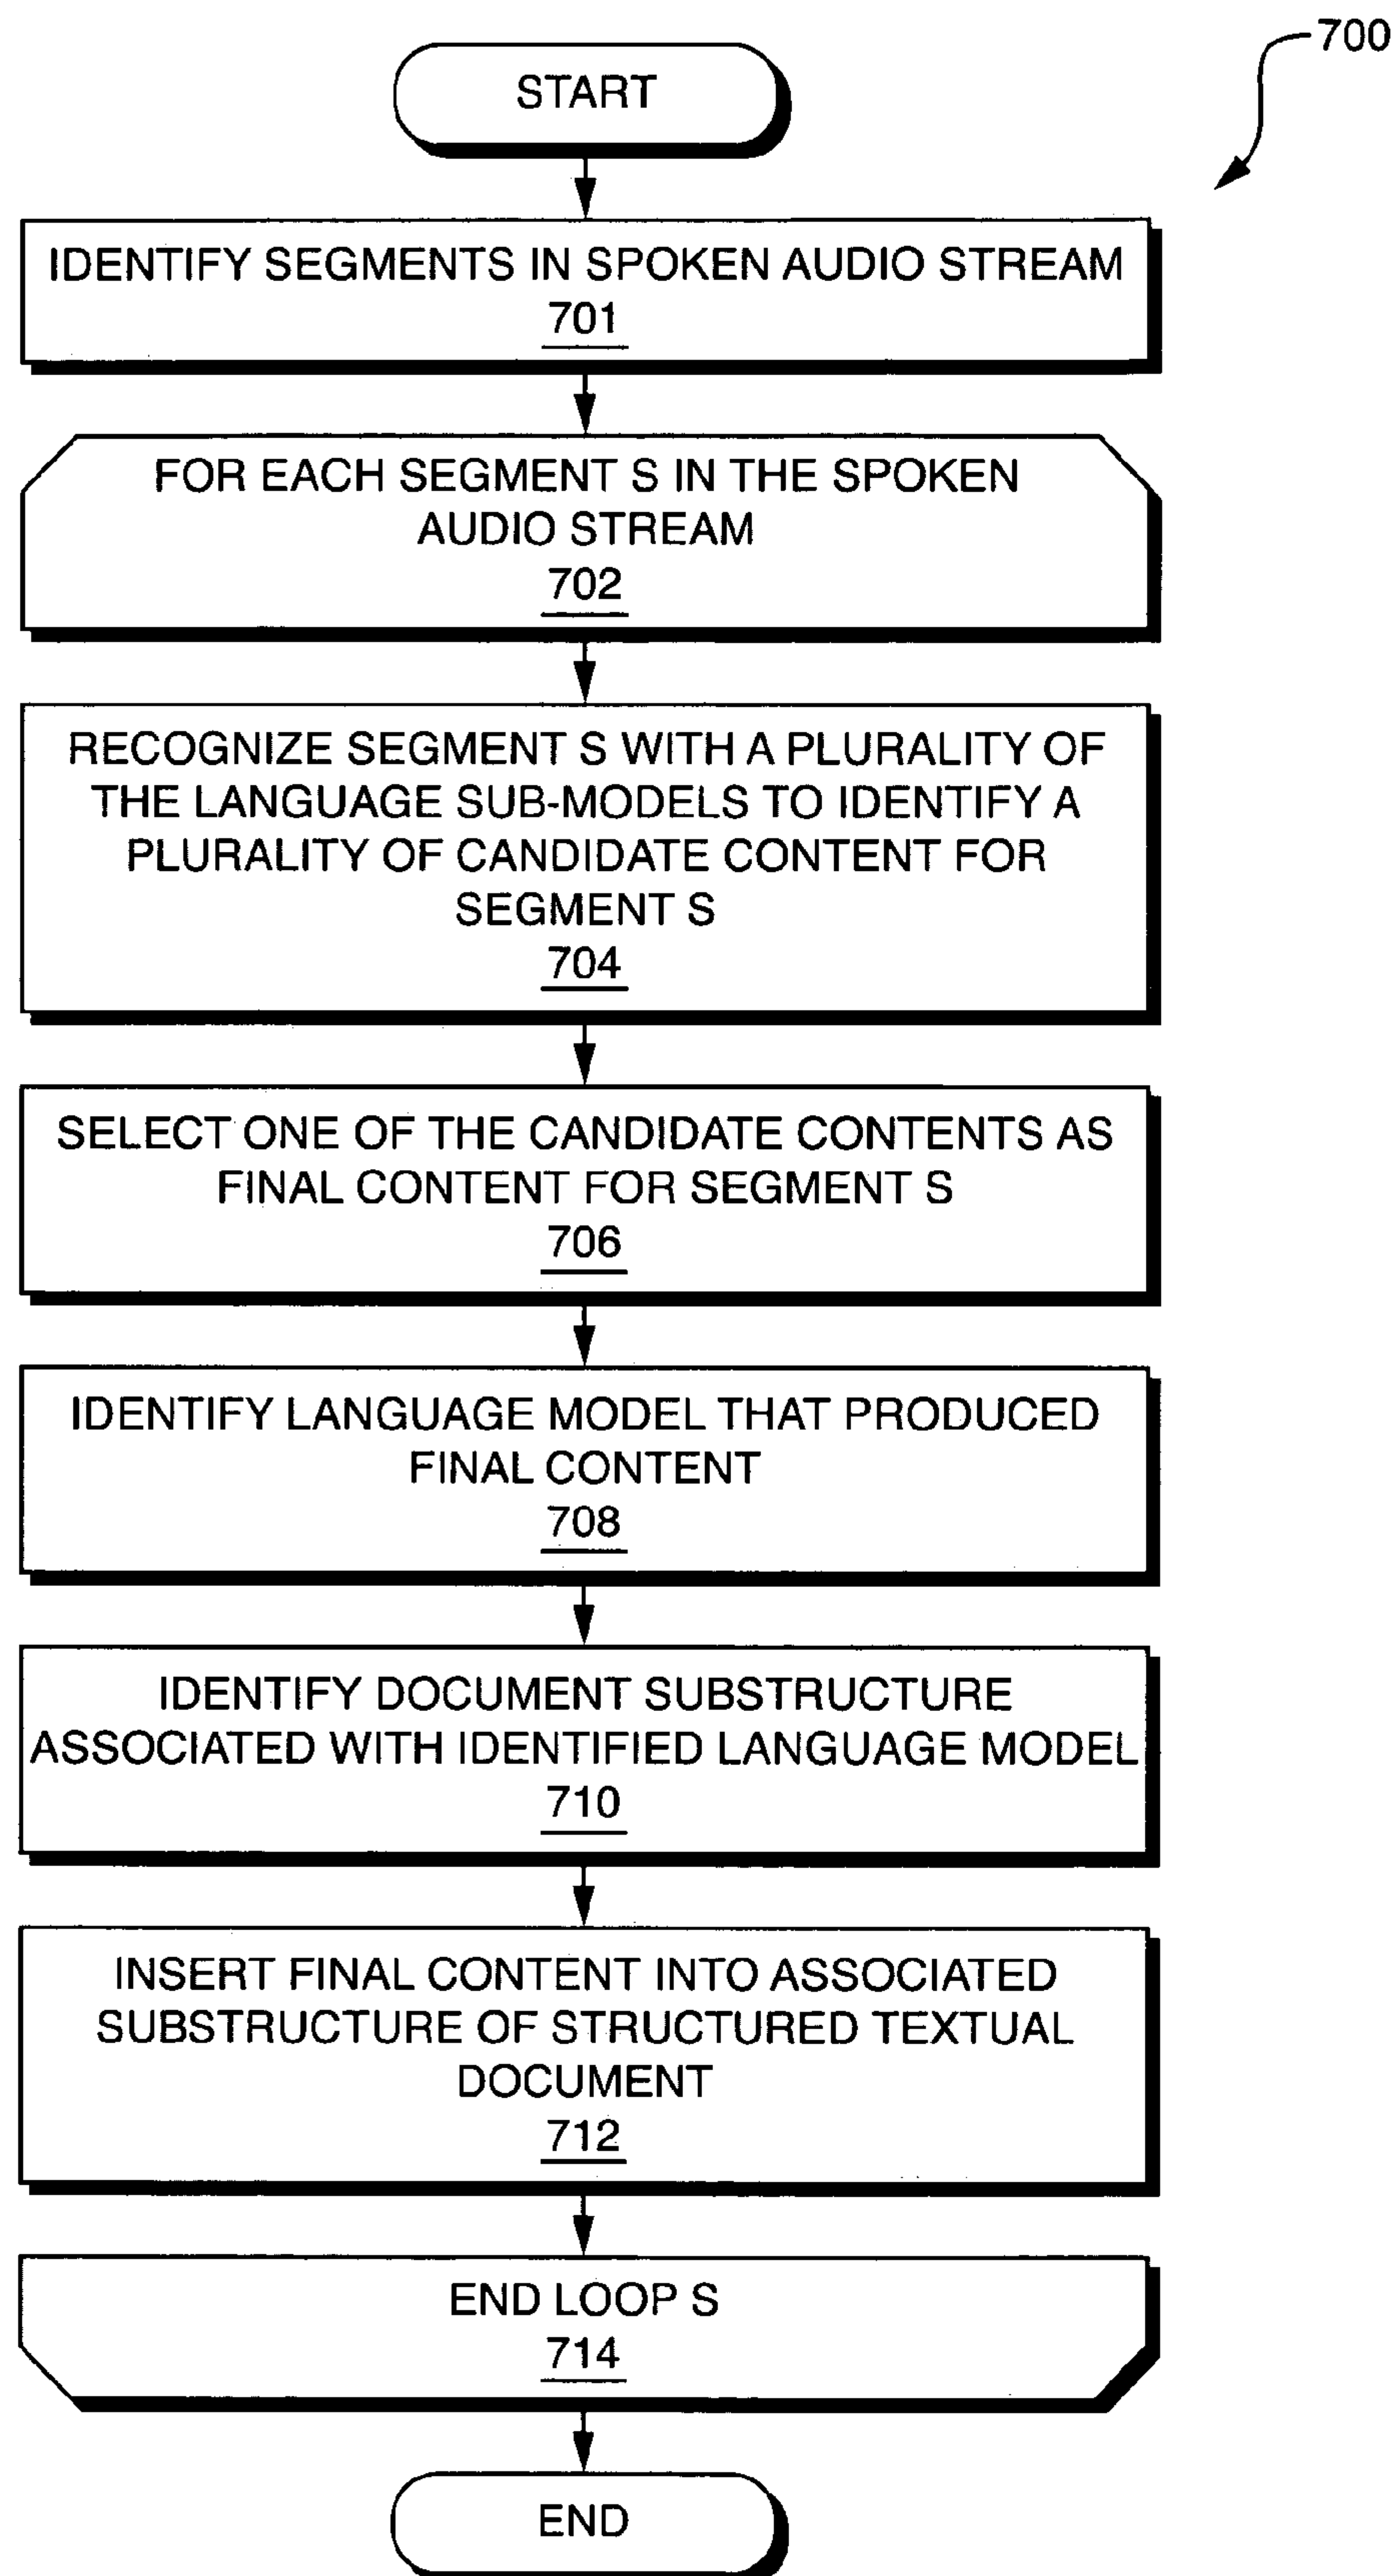 700
START
IDENTIFY SEGMENTS IN SPOKEN AUDIO STREAM
701
FOR EACH SEGMENT S IN THE SPOKEN
AUDIO STREAM
702
RECOGNIZE SEGMENT S WITH A PLURALITY OF
THE LANGUAGE SUB-MODELS TO IDENTIFY A
PLURALITY OF CANDIDATE CONTENT FOR
SEGMENT S
704
SELECT ONE OF THE CANDIDATE CONTENTS AS
FINAL CONTENT FOR SEGMENT S
706
IDENTIFY LANGUAGE MODEL THAT PRODUCED
FINAL CONTENT
708
IDENTIFY DOCUMENT SUBSTRUCTURE
ASSOCIATED WITH IDENTIFIED LANGUAGE MODEL
710
INSERT FINAL CONTENT INTO ASSOCIATED
SUBSTRUCTURE OF STRUCTURED TEXTUAL
DOCUMENT
712
END LOOP S
714
END